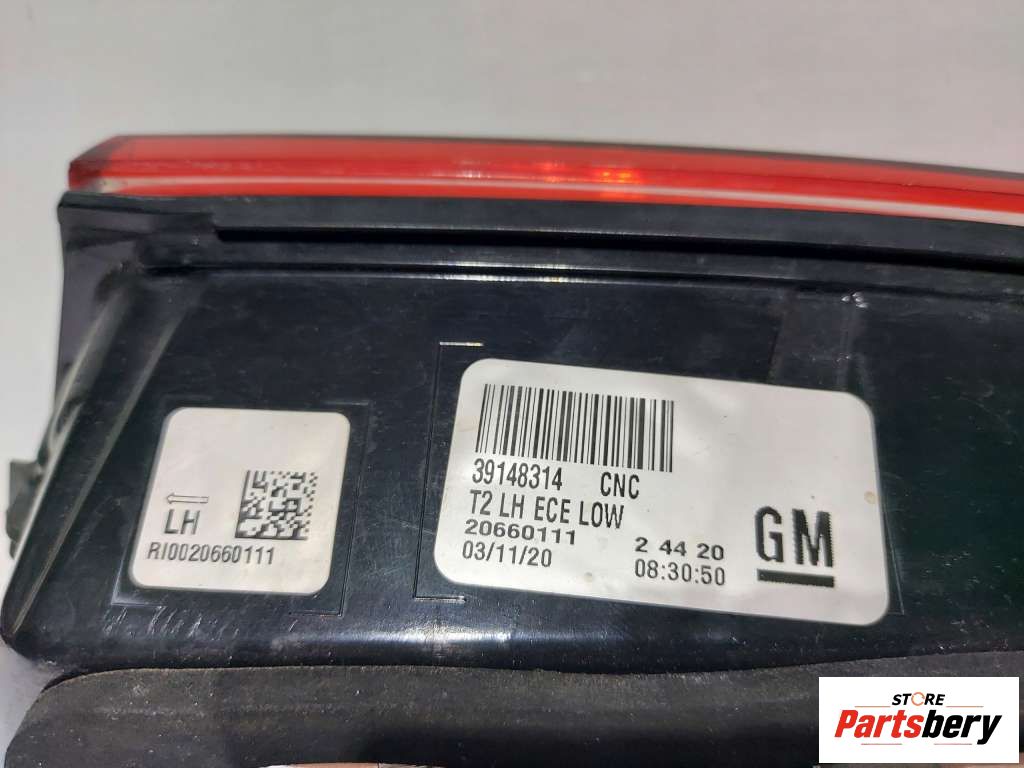 39148314 CNC
T2 LH ECE LOW
20660111 2 44 20
03/11/20 08:30:50
GM
LH
RI0020660111
STORE
Partsbery